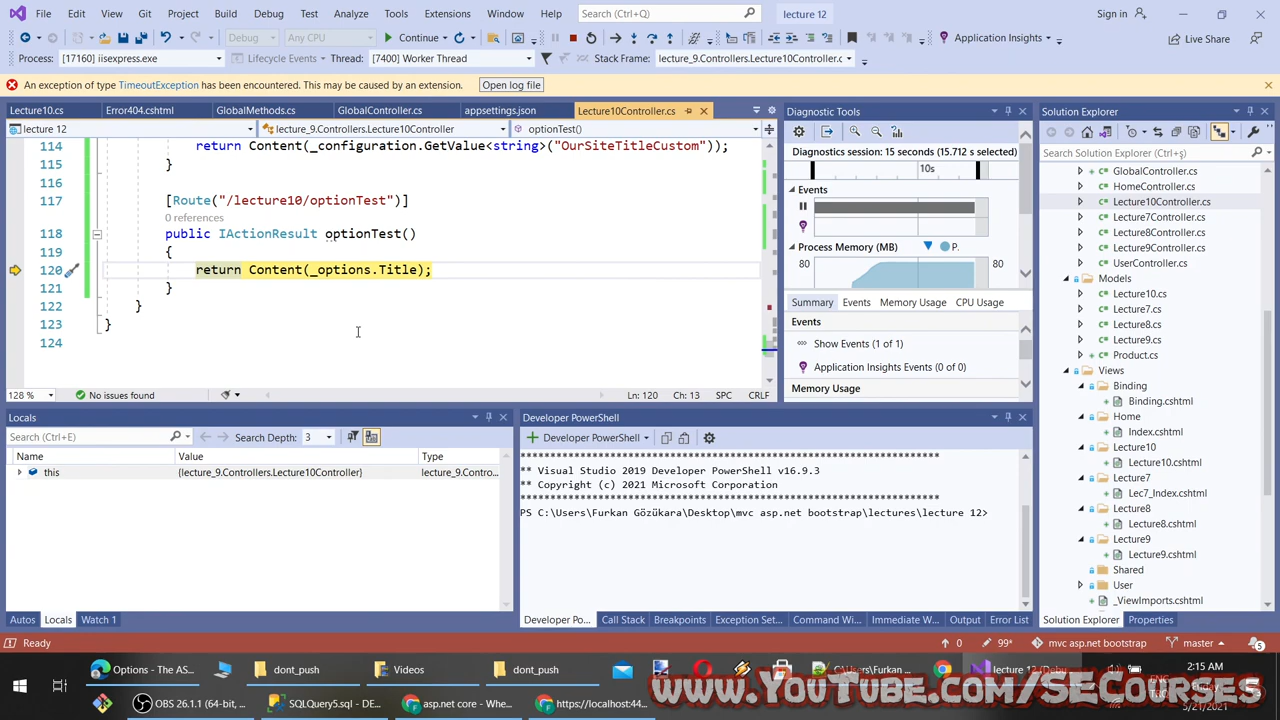 File Edit View Git Project Build Debug Test Analyze Tools Extensions Window Help Search (Ctrl+Q) lecture 12 Sign in
Debug Any CPU Continue Application Insights Live Share
Process: [17160] iisexpress.exe Lifecycle Events Thread: [7400] Worker Thread Stack Frame: lecture_9.Controllers.Lecture10Controller.
An exception of type TimeoutException has been encountered. This may be caused by an extension. Open log file
Lecture10.cs Error404.cshtml GlobalMethods.cs GlobalController.cs appsettings.json Lecture10Controller.cs
lecture 12 lecture_9.Controllers.Lecture10Controller optionTest()
114 return Content(_configuration.GetValue<string>("OurSiteTitleCustom"));
115 }
116
117 [Route("/lecture10/optionTest")]
0 references
118 public IActionResult optionTest()
119 {
120 return Content(_options.Title);
121 }
122 }
123 }
124
128 % No issues found Ln: 120 Ch: 13 SPC CRLF
Diagnostic Tools
Diagnostics session: 15 seconds (15.712 s selected)
10s
Events
Process Memory (MB) P.
80 80
Summary Events Memory Usage CPU Usage
Events
Show Events (1 of 1)
Application Insights Events (0 of 0)
Memory Usage
Solution Explorer
Search Solution Explorer (Ctrl+ş)
GlobalController.cs
HomeController.cs
Lecture10Controller.cs
Lecture7Controller.cs
Lecture8Controller.cs
Lecture9Controller.cs
UserController.cs
Models
Lecture10.cs
Lecture7.cs
Lecture8.cs
Lecture9.cs
Product.cs
Views
Binding
Binding.cshtml
Home
Index.cshtml
Lecture10
Lecture10.cshtml
Lecture7
Lec7_Index.cshtml
Lecture8
Lecture8.cshtml
Lecture9
Lecture9.cshtml
Shared
User
_ViewImports.cshtml
Solution Explorer Properties
Locals
Search (Ctrl+E) Search Depth: 3
Name Value Type
this {lecture_9.Controllers.Lecture10Controller} lecture_9.Contro...
Autos Locals Watch 1
Developer PowerShell
Developer PowerShell
**********************************************************************
** Visual Studio 2019 Developer PowerShell v16.9.3
** Copyright (c) 2021 Microsoft Corporation
**********************************************************************
PS C:\Users\Furkan Gözükara\Desktop\mvc asp.net bootstrap\lectures\lecture 12>
Developer Po... Call Stack Breakpoints Exception Set... Command Wi... Immediate W... Output Error List
Ready 0 99* mvc asp.net bootstrap master 5
Options - The AS... dont_push Videos dont_push C:\Users\Furkan ... lecture 12 (Debu... 2:15 AM
OBS 26.1.1 (64-bit, ... SQLQuery5.sql - DE... asp.net core - Whe... https://localhost:44... 5/21/2021
www.YouTube.com/SECourses